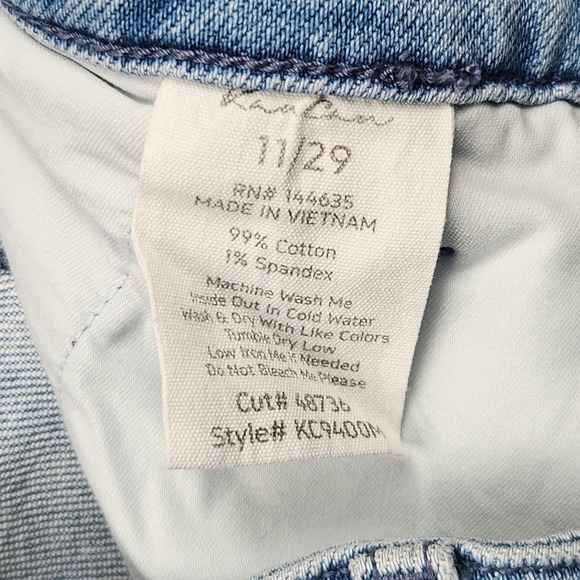 KanCan
11/29
RN# 144635
MADE IN VIETNAM
99% Cotton
1% Spandex
Machine Wash Me
Inside Out In Cold Water
Wash & Dry With Like Colors
Tumble Dry Low
Low Iron Me If Needed
Do Not Bleach Me Please
Cut# 48736
Style# KC9400M